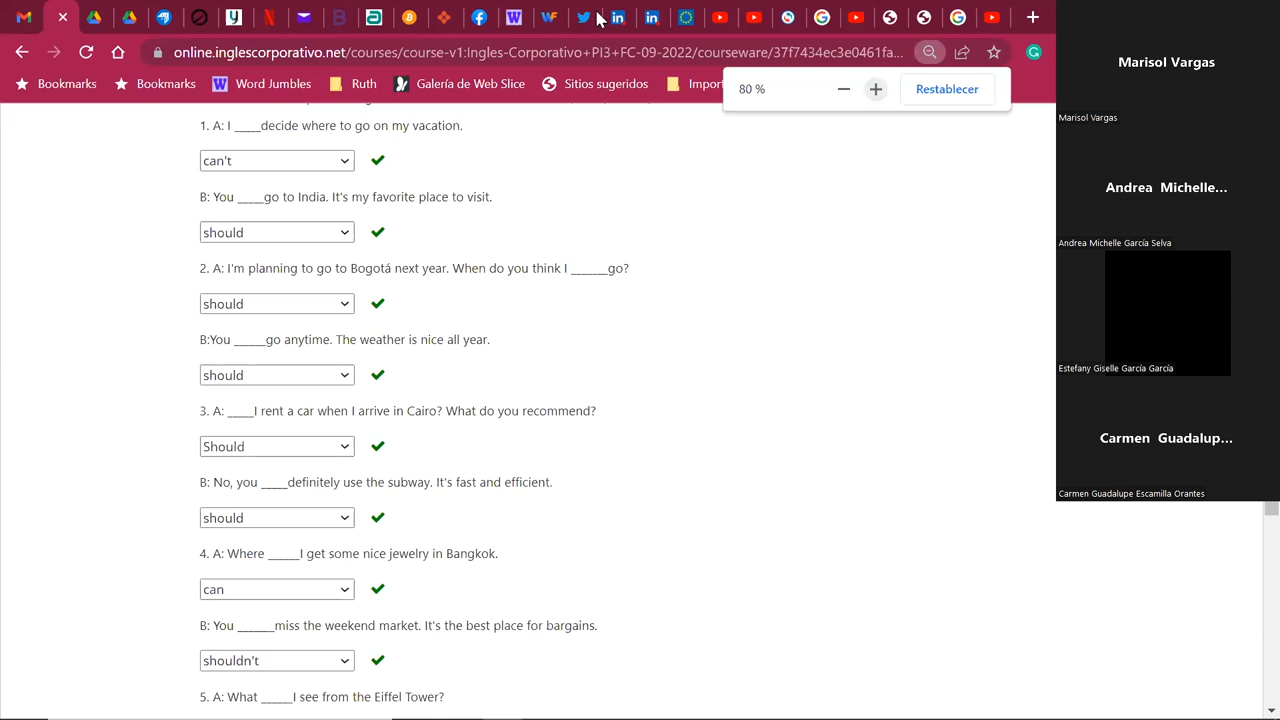 online.inglescorporativo.net/courses/course-v1:Ingles-Corporativo+PI3+FC-09-2022/courseware/37f7434ec3e0461fa...
Bookmarks
Bookmarks
Word Jumbles
Ruth
Galería de Web Slice
Sitios sugeridos
Import
80 %
Restablecer
1. A: I _____decide where to go on my vacation.
can't
B: You _____go to India. It's my favorite place to visit.
should
2. A: I'm planning to go to Bogotá next year. When do you think I _______go?
should
B:You ______go anytime. The weather is nice all year.
should
3. A: _____I rent a car when I arrive in Cairo? What do you recommend?
Should
B: No, you _____definitely use the subway. It's fast and efficient.
should
4. A: Where ______I get some nice jewelry in Bangkok.
can
B: You _______miss the weekend market. It's the best place for bargains.
shouldn't
5. A: What ______I see from the Eiffel Tower?
Marisol Vargas
Marisol Vargas
Andrea Michelle...
Andrea Michelle García Selva
Estefany Giselle García García
Carmen Guadalup...
Carmen Guadalupe Escamilla Orantes